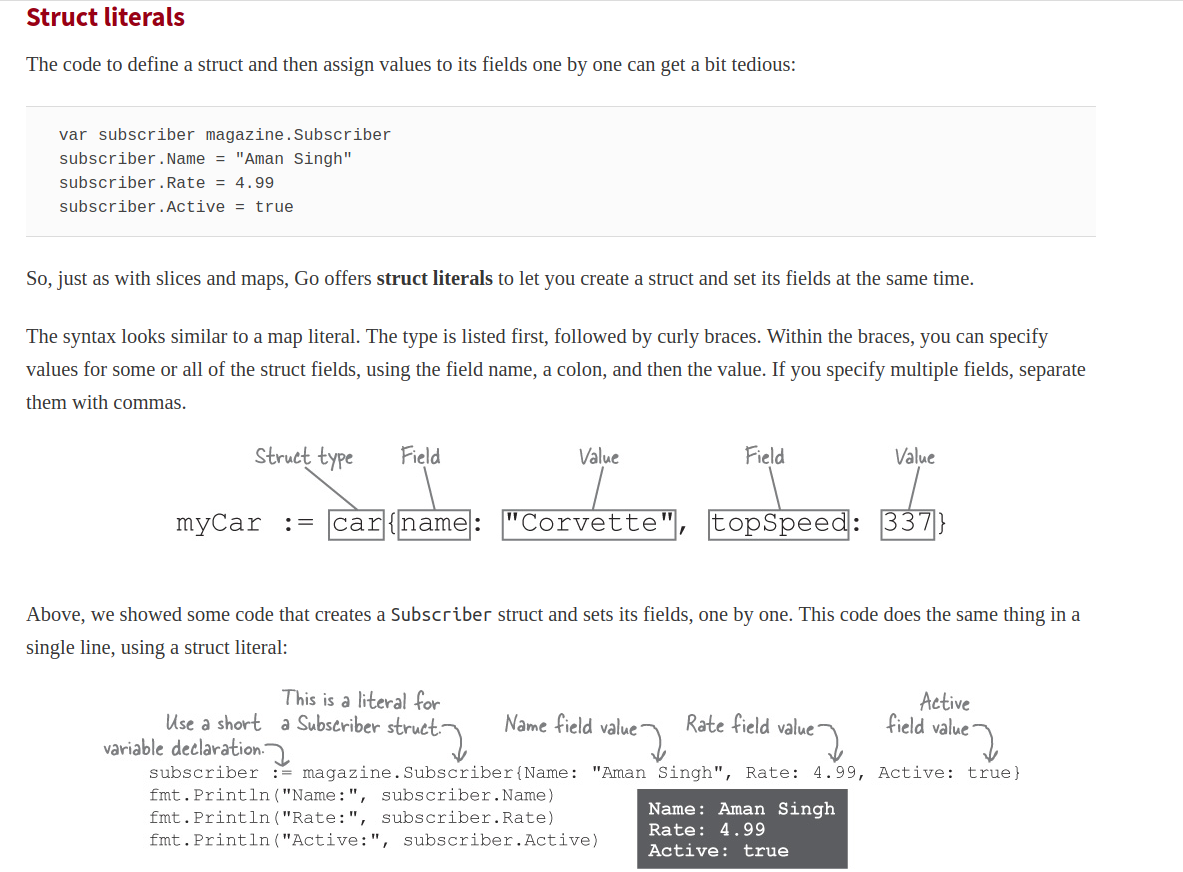 Struct literals
The code to define a struct and then assign values to its fields one by one can get a bit tedious:
var subscriber magazine.Subscriber
subscriber.Name = "Aman Singh"
subscriber.Rate = 4.99
subscriber.Active = true
So, just as with slices and maps, Go offers struct literals to let you create a struct and set its fields at the same time.
The syntax looks similar to a map literal. The type is listed first, followed by curly braces. Within the braces, you can specify
values for some or all of the struct fields, using the field name, a colon, and then the value. If you specify multiple fields, separate
them with commas.
Struct type Field Value Field Value
myCar := car{name: "Corvette", topSpeed: 337}
Above, we showed some code that creates a Subscriber struct and sets its fields, one by one. This code does the same thing in a
single line, using a struct literal:
Use a short
variable declaration.
This is a literal for
a Subscriber struct.
Name field value
Rate field value
Active
field value
subscriber := magazine.Subscriber{Name: "Aman Singh", Rate: 4.99, Active: true}
fmt.Println("Name:", subscriber.Name)
fmt.Println("Rate:", subscriber.Rate)
fmt.Println("Active:", subscriber.Active)
Name: Aman Singh
Rate: 4.99
Active: true